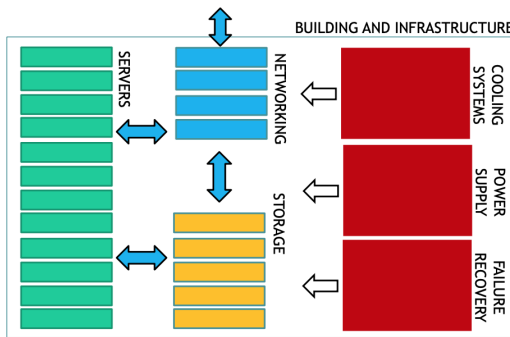 BUILDING AND INFRASTRUCTURE
SERVERS
NETWORKING
STORAGE
COOLING
SYSTEMS
POWER
SUPPLY
FAILURE
RECOVERY